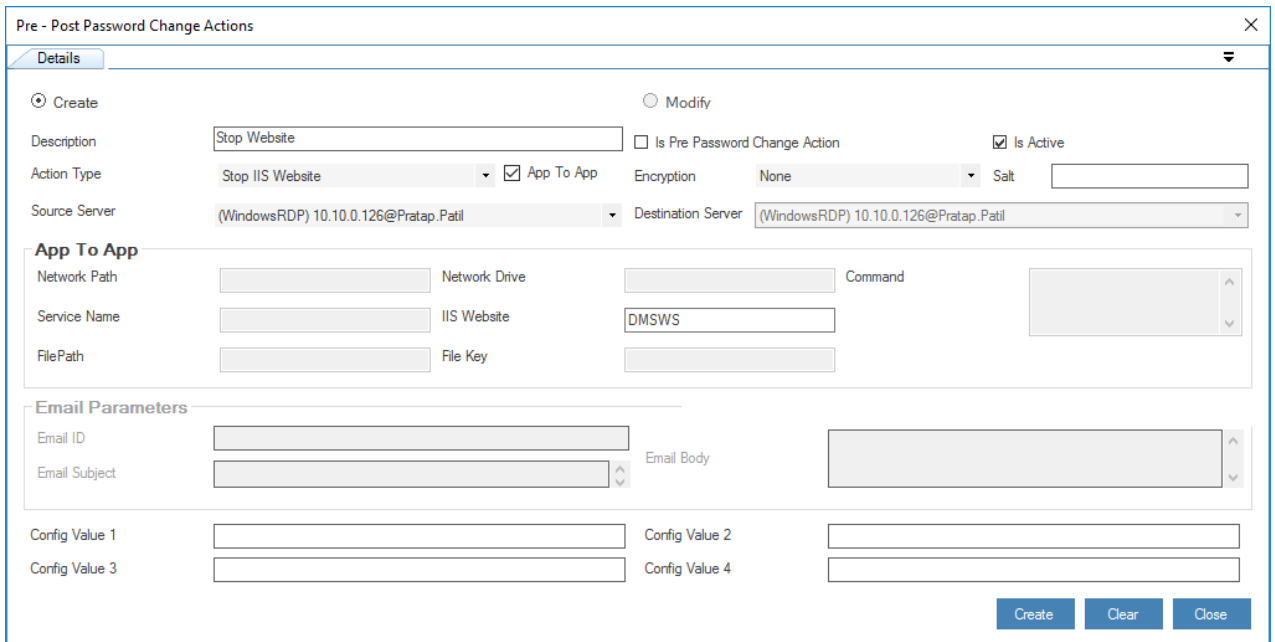 Pre - Post Password Change Actions
Details
Create Modify
Description Stop Website Is Pre Password Change Action Is Active
Action Type Stop IIS Website App To App Encryption None Salt
Source Server (WindowsRDP) 10.10.0.126@Pratap.Patil Destination Server (WindowsRDP) 10.10.0.126@Pratap.Patil
App To App
Network Path Network Drive Command
Service Name IIS Website DMSWS
FilePath File Key
Email Parameters
Email ID
Email Body
Email Subject
Config Value 1 Config Value 2
Config Value 3 Config Value 4
Create Clear Close